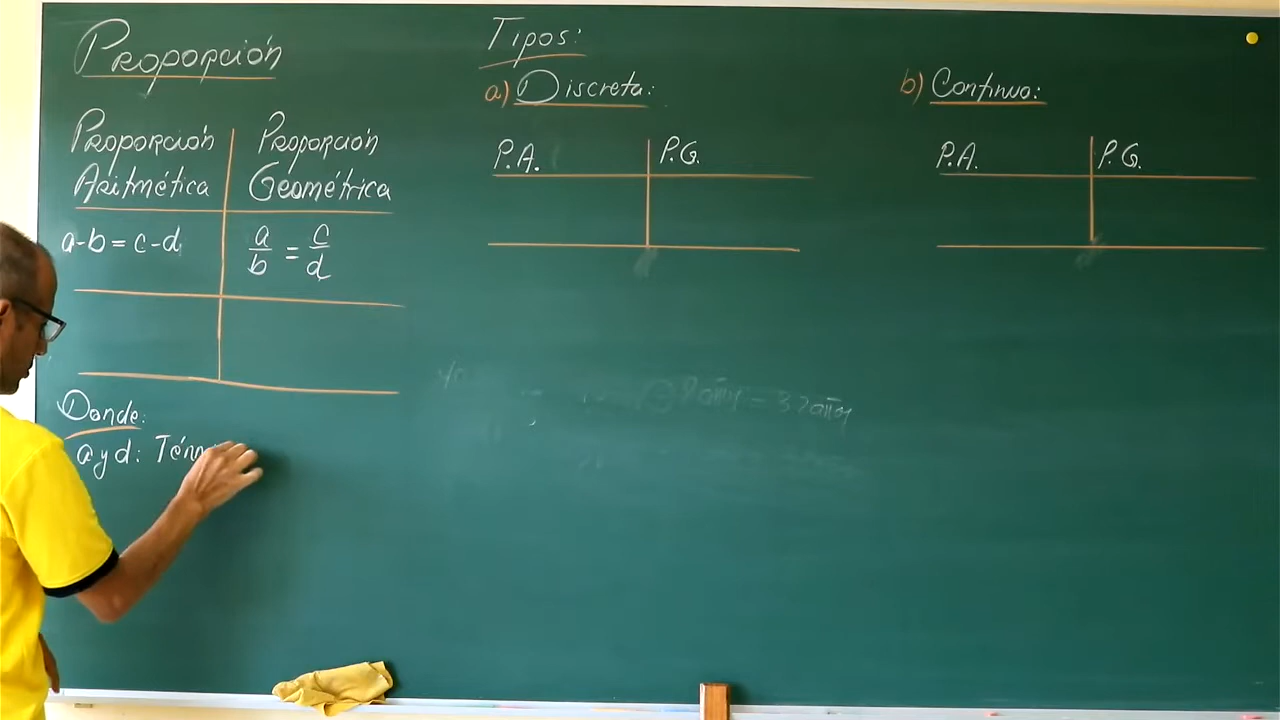 Proporción
Proporción
Aritmética
Proporción
Geométrica
a-b = c-d
a/b = c/d
Donde:
a y d: Térm
Tipos:
a) Discreta:
P.A.
P.G.
b) Continua:
P.A.
P.G.